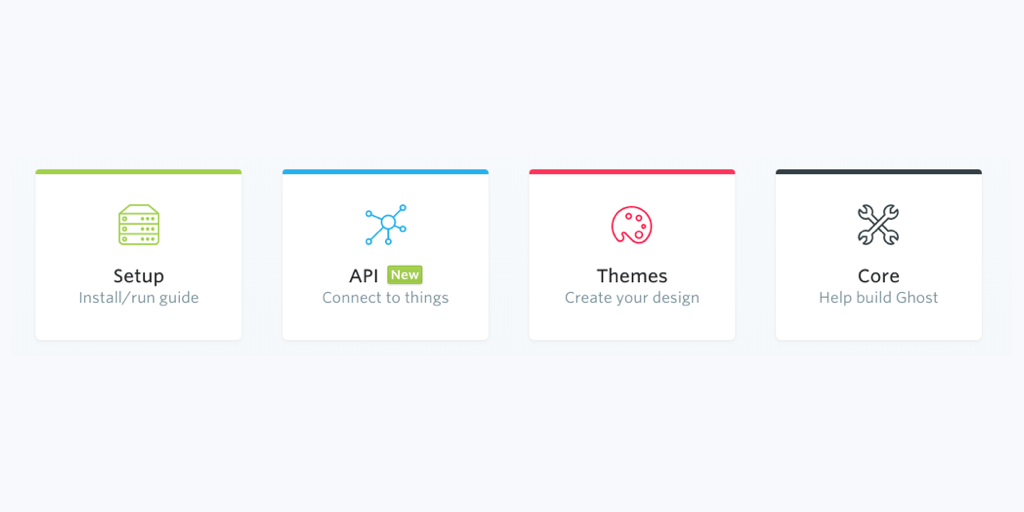 Setup
Install/run guide
API New
Connect to things
Themes
Create your design
Core
Help build Ghost